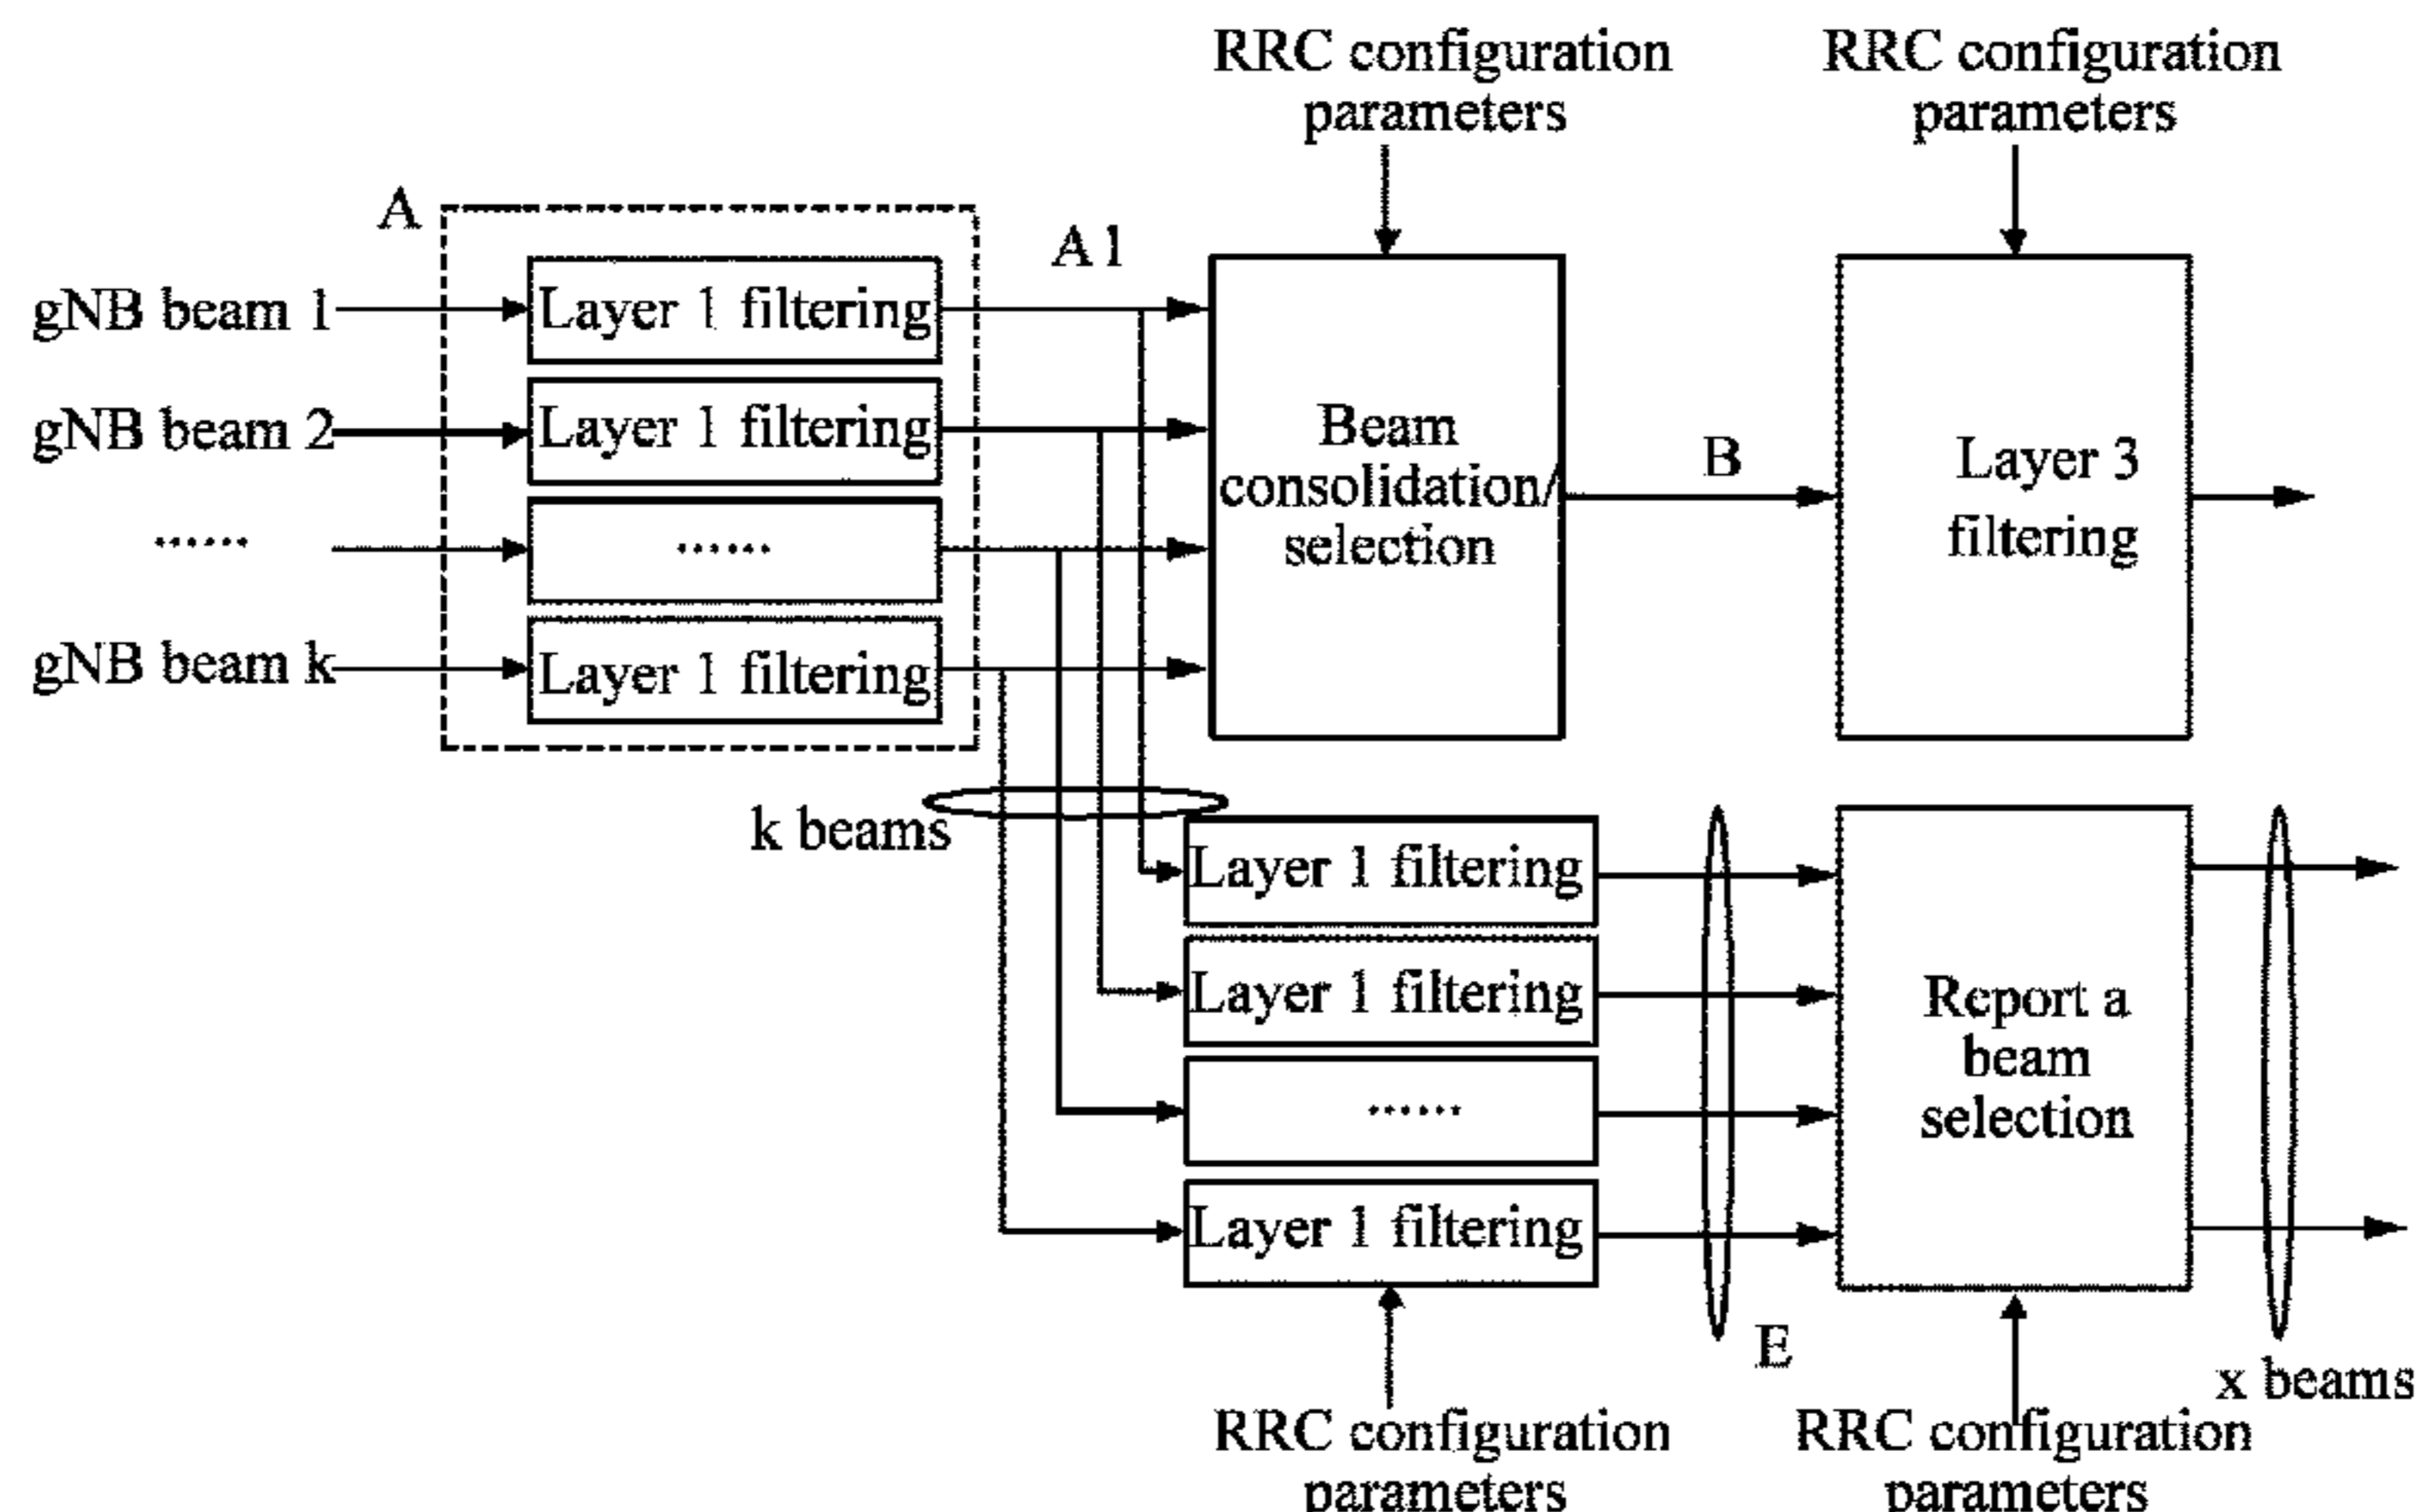 RRC configuration
parameters
RRC configuration
parameters
A
A1
gNB beam 1
Layer 1 filtering
gNB beam 2
Layer 1 filtering
......
......
gNB beam k
Layer 1 filtering
Beam
consolidation/
selection
B
Layer 3
filtering
k beams
Layer 1 filtering
Layer 1 filtering
......
Layer 1 filtering
Report a
beam
selection
E
x beams
RRC configuration
parameters
RRC configuration
parameters